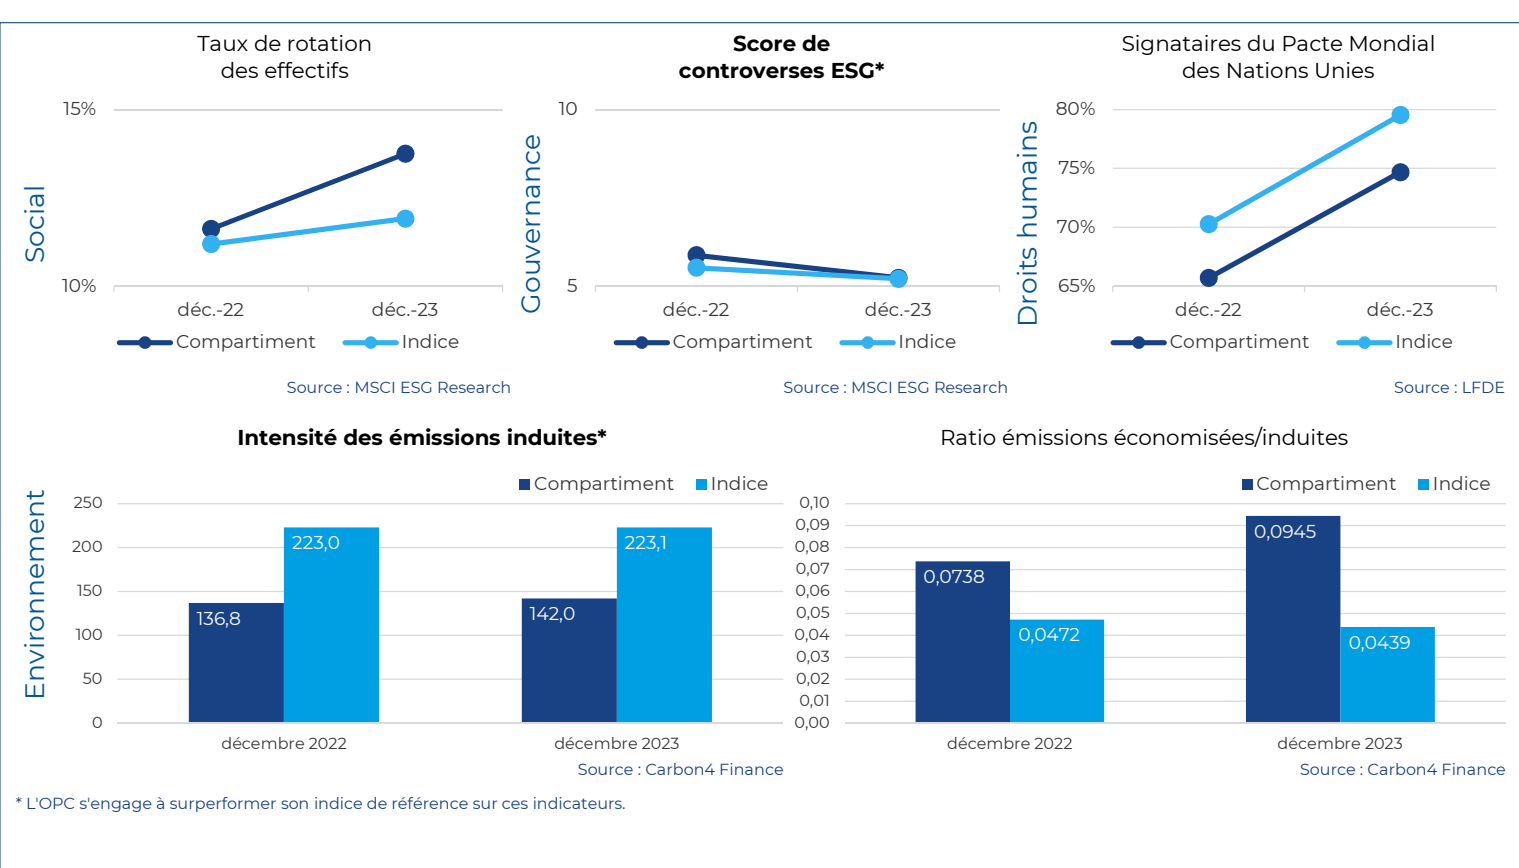 Taux de rotation
des effectifs
15%
10%
Social
déc.-22
déc.-23
Compartiment
Indice
Source : MSCI ESG Research
Score de
controverses ESG*
10
5
Gouvernance
déc.-22
déc.-23
Compartiment
Indice
Source : MSCI ESG Research
Signataires du Pacte Mondial
des Nations Unies
80%
75%
70%
65%
Droits humains
déc.-22
déc.-23
Compartiment
Indice
Source : LFDE
Intensité des émissions induites*
Compartiment
Indice
Environnement
250
200
150
100
50
0
136,8
223,0
142,0
223,1
décembre 2022
décembre 2023
Source : Carbon4 Finance
Ratio émissions économisées/induites
Compartiment
Indice
0,10
0,09
0,08
0,07
0,06
0,05
0,04
0,03
0,02
0,01
0,00
0,0738
0,0472
0,0945
0,0439
décembre 2022
décembre 2023
Source : Carbon4 Finance
* L'OPC s'engage à surperformer son indice de référence sur ces indicateurs.